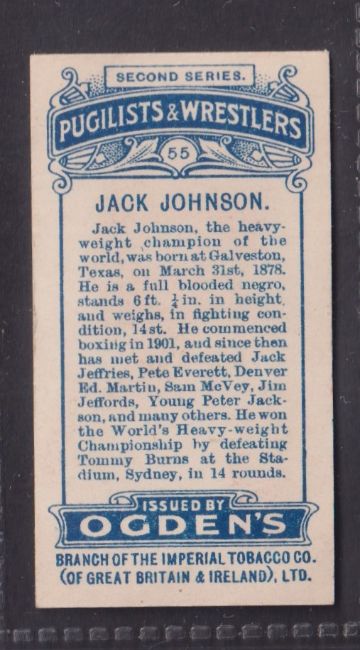 SECOND SERIES.
PUGILISTS & WRESTLERS
55
JACK JOHNSON.
Jack Johnson, the heavy-
weight champion of the
world, was born at Galveston,
Texas, on March 31st, 1878.
He is a full blooded negro,
stands 6 ft. ¼ in. in height,
and weighs, in fighting con-
dition, 14 st. He commenced
boxing in 1901, and since then
has met and defeated Jack
Jeffries, Pete Everett, Denver
Ed. Martin, Sam McVey, Jim
Jeffords, Young Peter Jack-
son, and many others. He won
the World's Heavy-weight
Championship by defeating
Tommy Burns at the Sta-
dium, Sydney, in 14 rounds.
ISSUED BY
OGDEN'S
BRANCH OF THE IMPERIAL TOBACCO CO.
(OF GREAT BRITAIN & IRELAND), LTD.